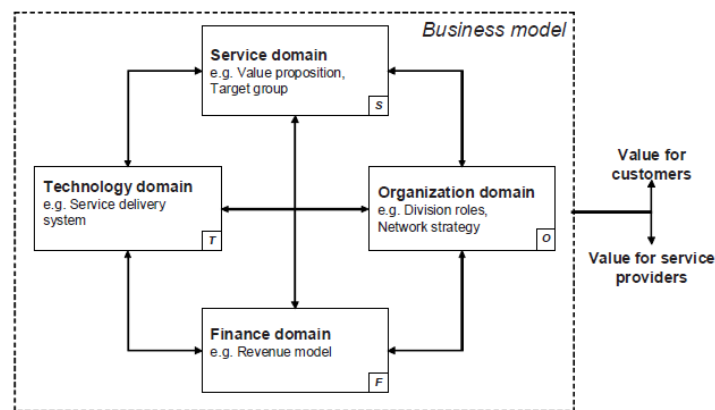 Business model
Service domain
e.g. Value proposition,
Target group
S
Technology domain
e.g. Service delivery
system
T
Organization domain
e.g. Division roles,
Network strategy
O
Value for
customers
Value for service
providers
Finance domain
e.g. Revenue model
F